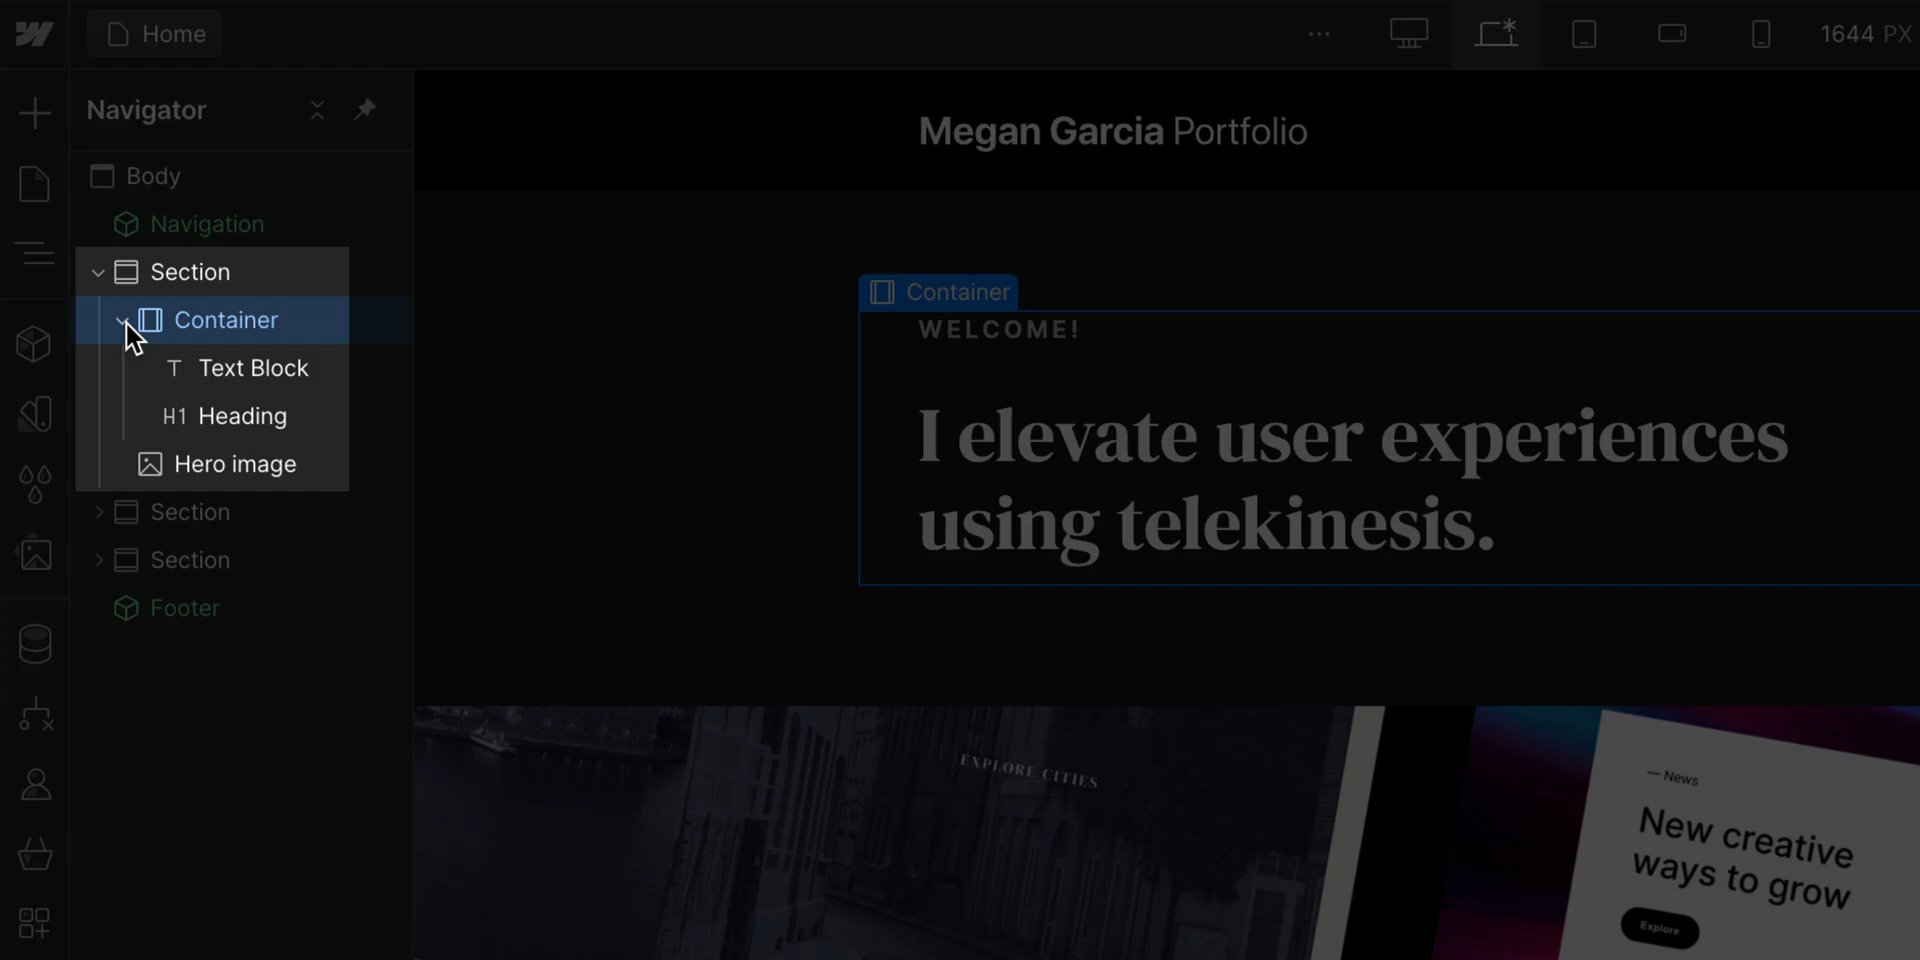 Home
1644 PX
Navigator
Body
Navigation
Section
Container
Text Block
H1 Heading
Hero image
Section
Section
Footer
Megan Garcia Portfolio
Container
WELCOME!
I elevate user experiences
using telekinesis.
EXPLORE CITIES
— News
New creative
ways to grow
Explore